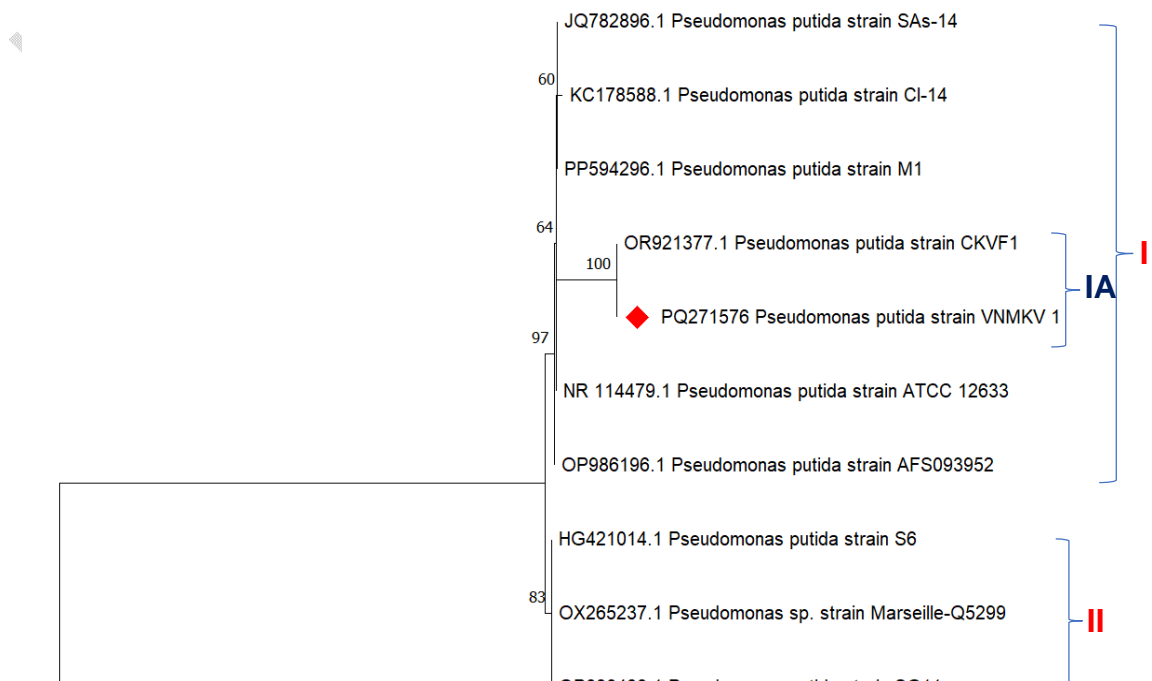 JQ782896.1 Pseudomonas putida strain SAs-14
60
KC178588.1 Pseudomonas putida strain CI-14
PP594296.1 Pseudomonas putida strain M1
64
OR921377.1 Pseudomonas putida strain CKVF1
I
100
IA
PQ271576 Pseudomonas putida strain VNMKV 1
97
NR 114479.1 Pseudomonas putida strain ATCC 12633
OP986196.1 Pseudomonas putida strain AFS093952
HG421014.1 Pseudomonas putida strain S6
83
OX265237.1 Pseudomonas sp. strain Marseille-Q5299
II